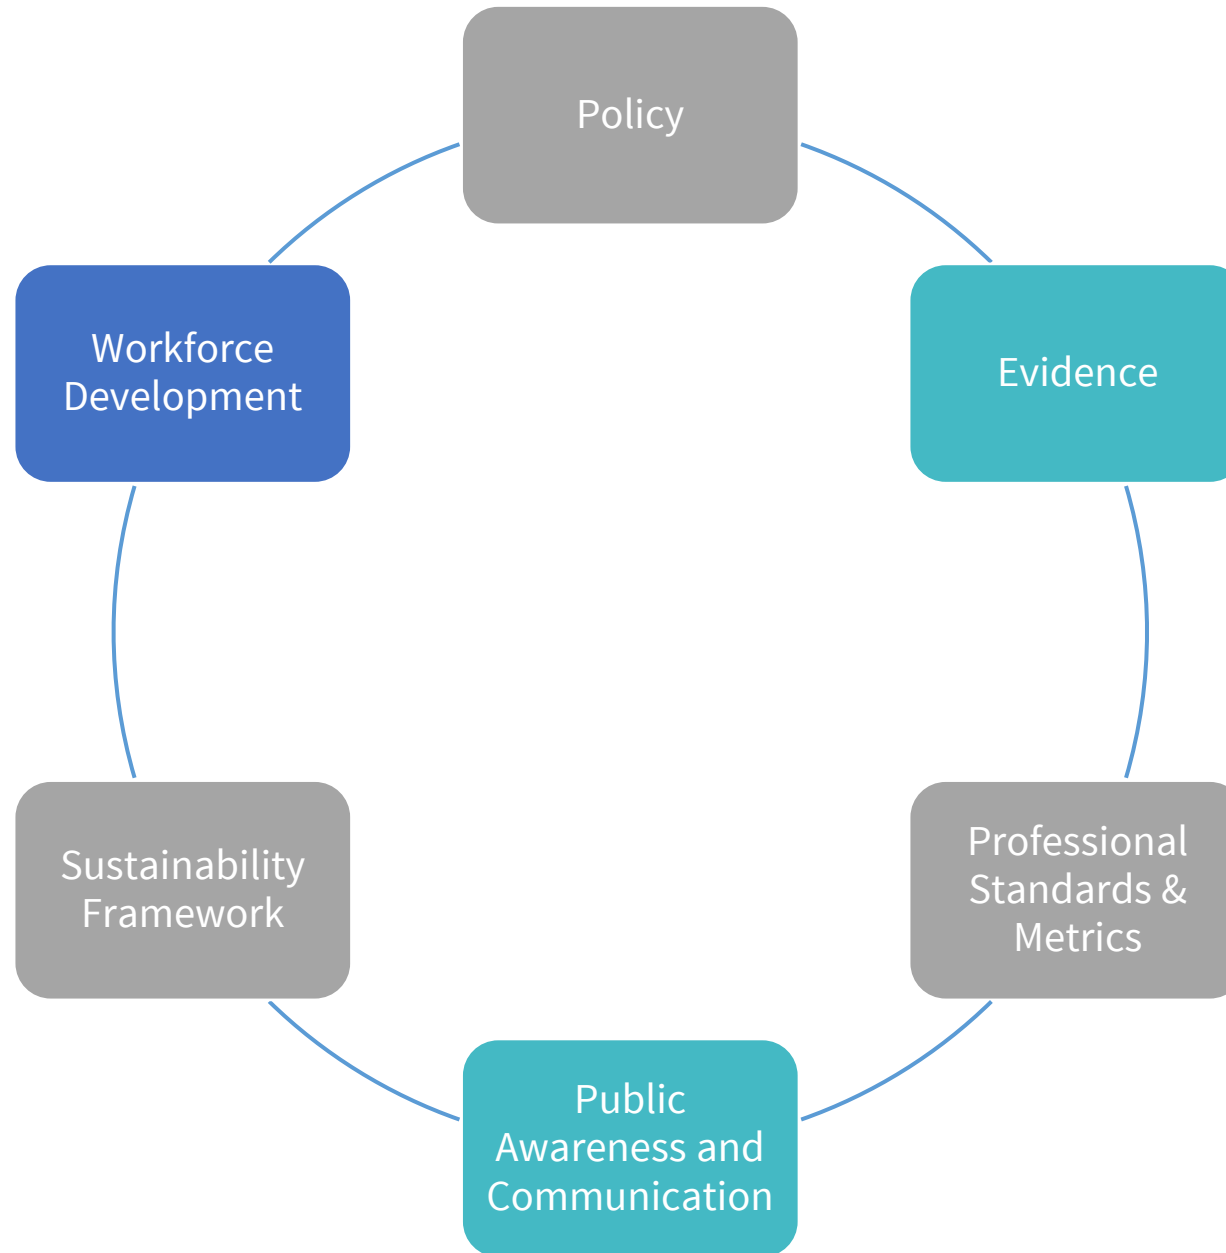 Policy
Workforce
Development
Evidence
Sustainability
Framework
Professional
Standards &
Metrics
Public
Awareness and
Communication